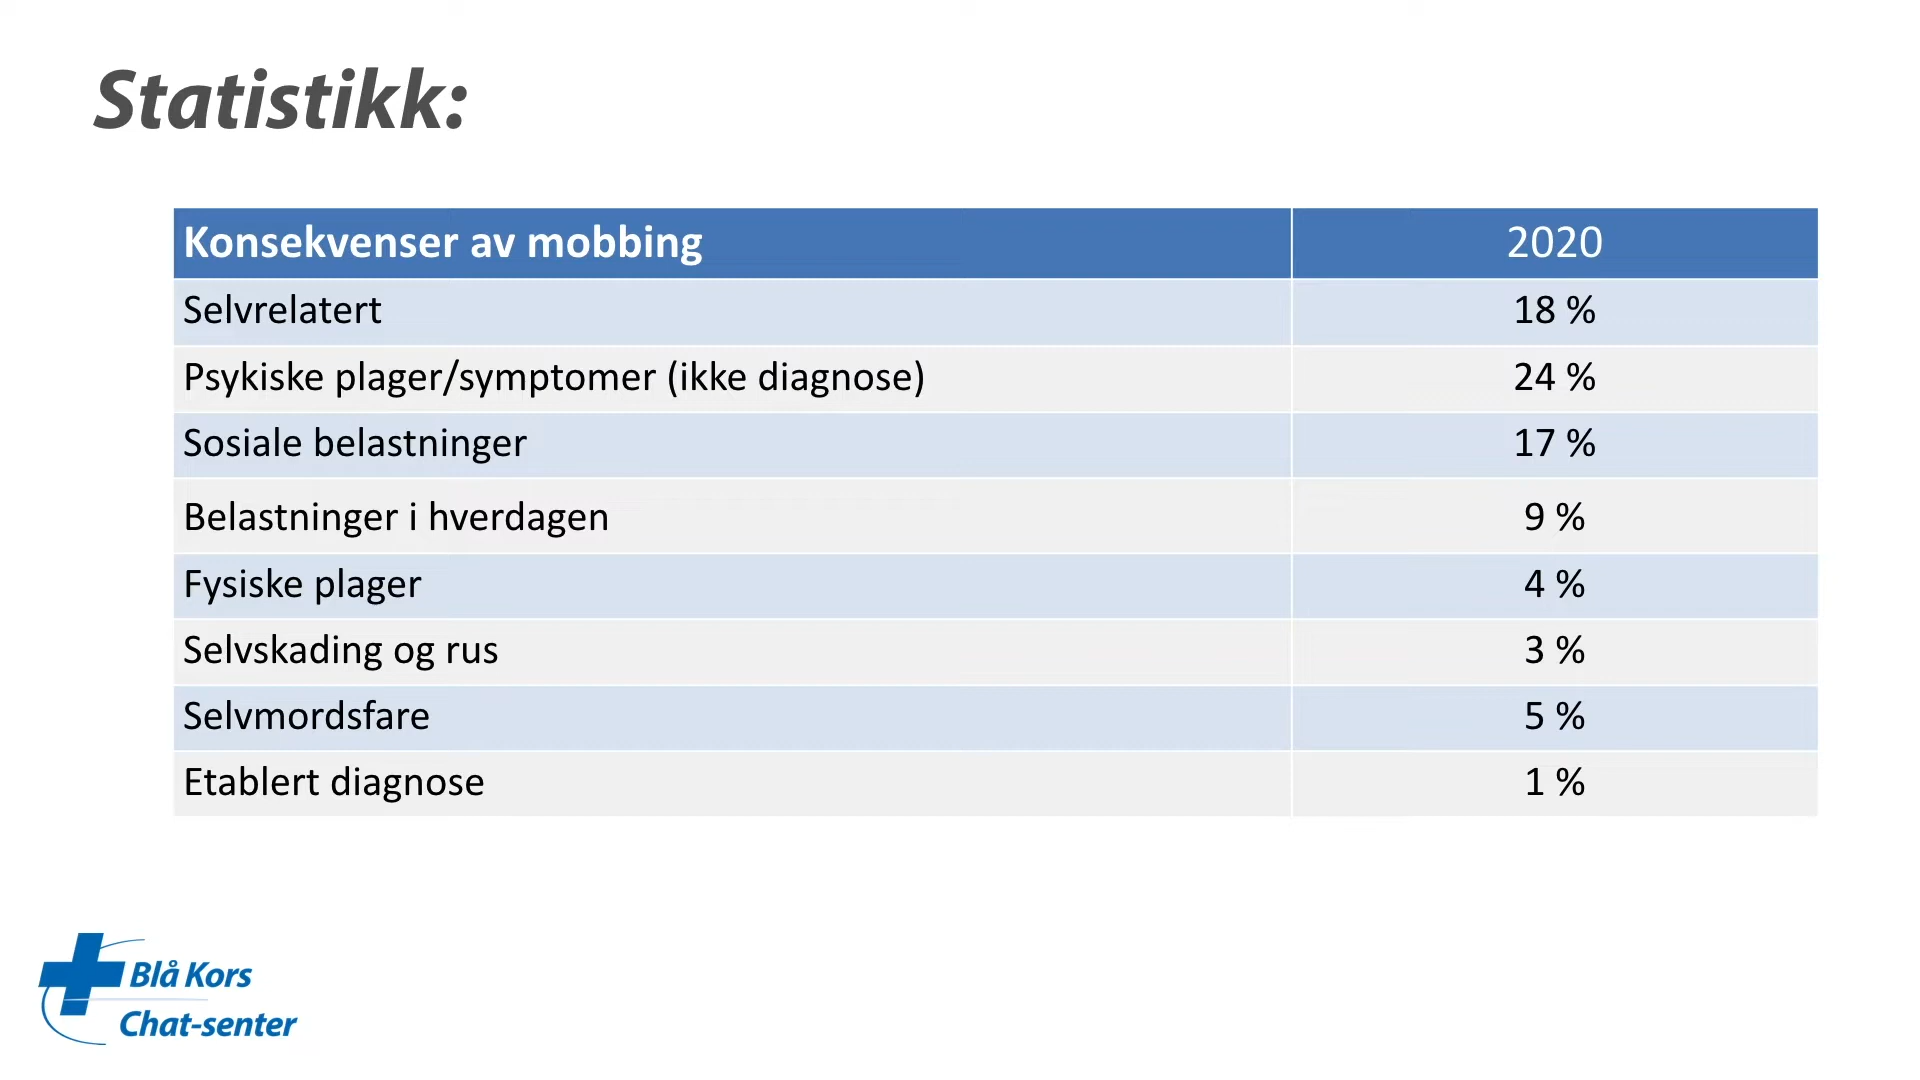 Statistikk:
Konsekvenser av mobbing 2020
Selvrelatert 18 %
Psykiske plager/symptomer (ikke diagnose) 24 %
Sosiale belastninger 17 %
Belastninger i hverdagen 9 %
Fysiske plager 4 %
Selvskading og rus 3 %
Selvmordsfare 5 %
Etablert diagnose 1 %
Blå Kors
Chat-senter